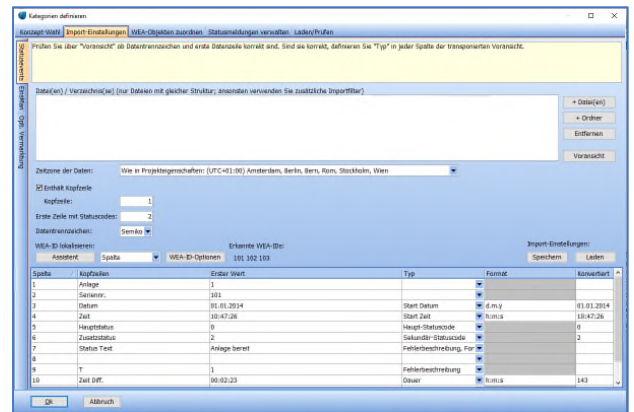 Kategorien definieren
Konzept-Wahl Import-Einstellungen WEA-Objekten zuordnen Statusmeldungen verwalten Laden/Prüfen
Statusevents
Prüfen Sie über "Voransicht" ob Datentrennzeichen und erste Datenzeile korrekt sind. Sind sie korrekt, definieren Sie "Typ" in jeder Spalte der transponierten Voransicht.
EinsMan
Opt. Vermarktung
Datei(en) / Verzeichnis(se) (nur Dateien mit gleicher Struktur; ansonsten verwenden Sie zusätzliche Importfilter)
+ Datei(en)
+ Ordner
Entfernen
Voransicht
Zeitzone der Daten: Wie in Projekteigenschaften: (UTC+01:00) Amsterdam, Berlin, Bern, Rom, Stockholm, Wien
Enthält Kopfzeile
Kopfzeile: 1
Erste Zeile mit Statuscodes: 2
Datentrennzeichen: Semiko
WEA-ID lokalisieren: Erkannte WEA-IDs: Import-Einstellungen:
Assistent Spalte WEA-ID-Optionen 101 102 103 Speichern Laden
Spalte / Kopfzeilen Erster Wert Typ Format Konvertiert
1 Anlage 1
2 Seriennr. 101
3 Datum 01.01.2014 Start Datum d.m.y 01.01.2014
4 Zeit 10:47:26 Start Zeit h:m:s 10:47:26
5 Hauptstatus 0 Haupt-Statuscode 0
6 Zusatzstatus 2 Sekundär-Statuscode 2
7 Status Text Anlage bereit Fehlerbeschreibung, For
8
9 T 1 Fehlerbeschreibung
10 Zeit Diff. 00:02:23 Dauer h:m:s 143
Ok Abbruch